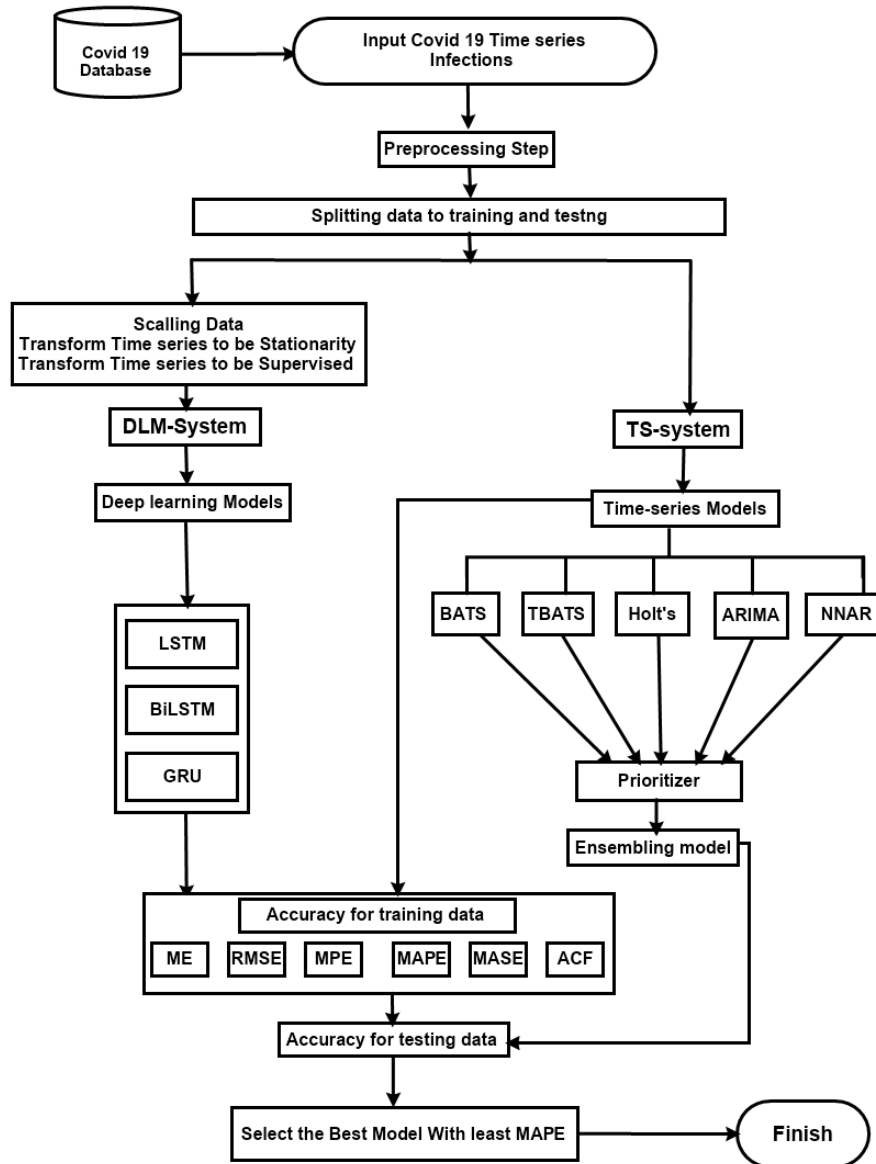 Covid 19
Database
Input Covid 19 Time series
Infections
Preprocessing Step
Splitting data to training and testng
Scalling Data
Transform Time series to be Stationarity
Transform Time series to be Supervised
DLM-System
TS-system
Deep learning Models
Time-series Models
BATS
TBATS
Holt's
ARIMA
NNAR
LSTM
BiLSTM
GRU
Prioritizer
Ensembling model
Accuracy for training data
ME
RMSE
MPE
MAPE
MASE
ACF
Accuracy for testing data
Select the Best Model With least MAPE
Finish